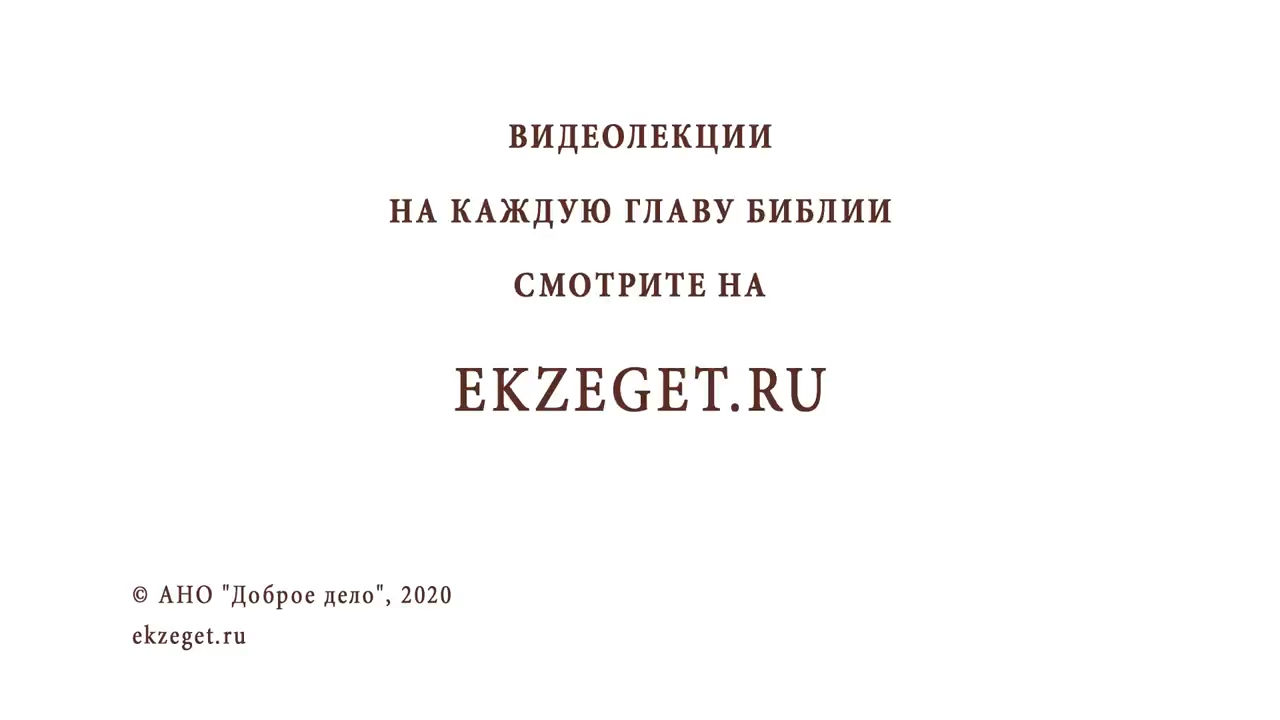 ВИДЕОЛЕКЦИИ
НА КАЖДУЮ ГЛАВУ БИБЛИИ
СМОТРИТЕ НА
EKZEGET.RU
© АНО "Доброе дело", 2020
ekzeget.ru